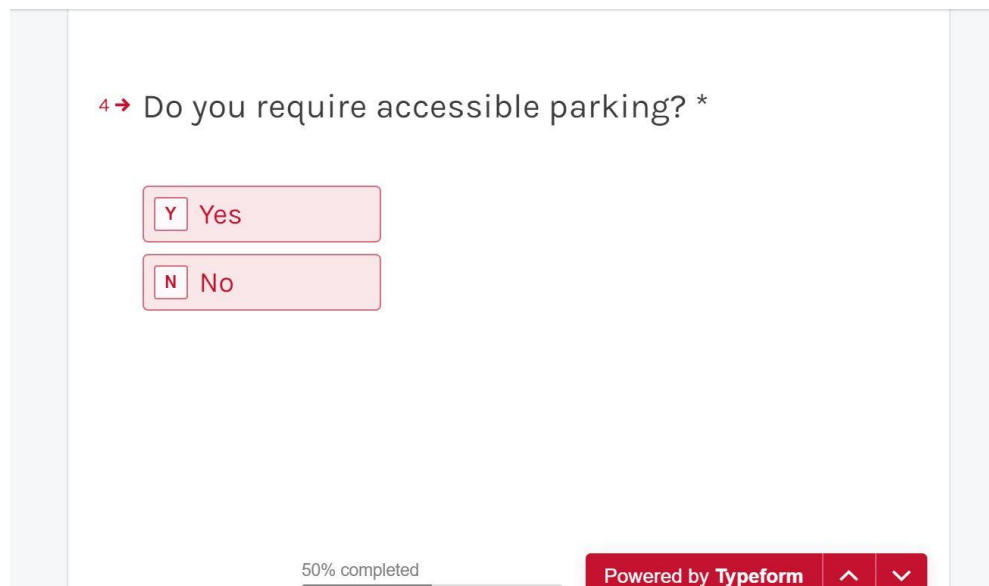 4 → Do you require accessible parking? *
Y Yes
N No
50% completed
Powered by Typeform